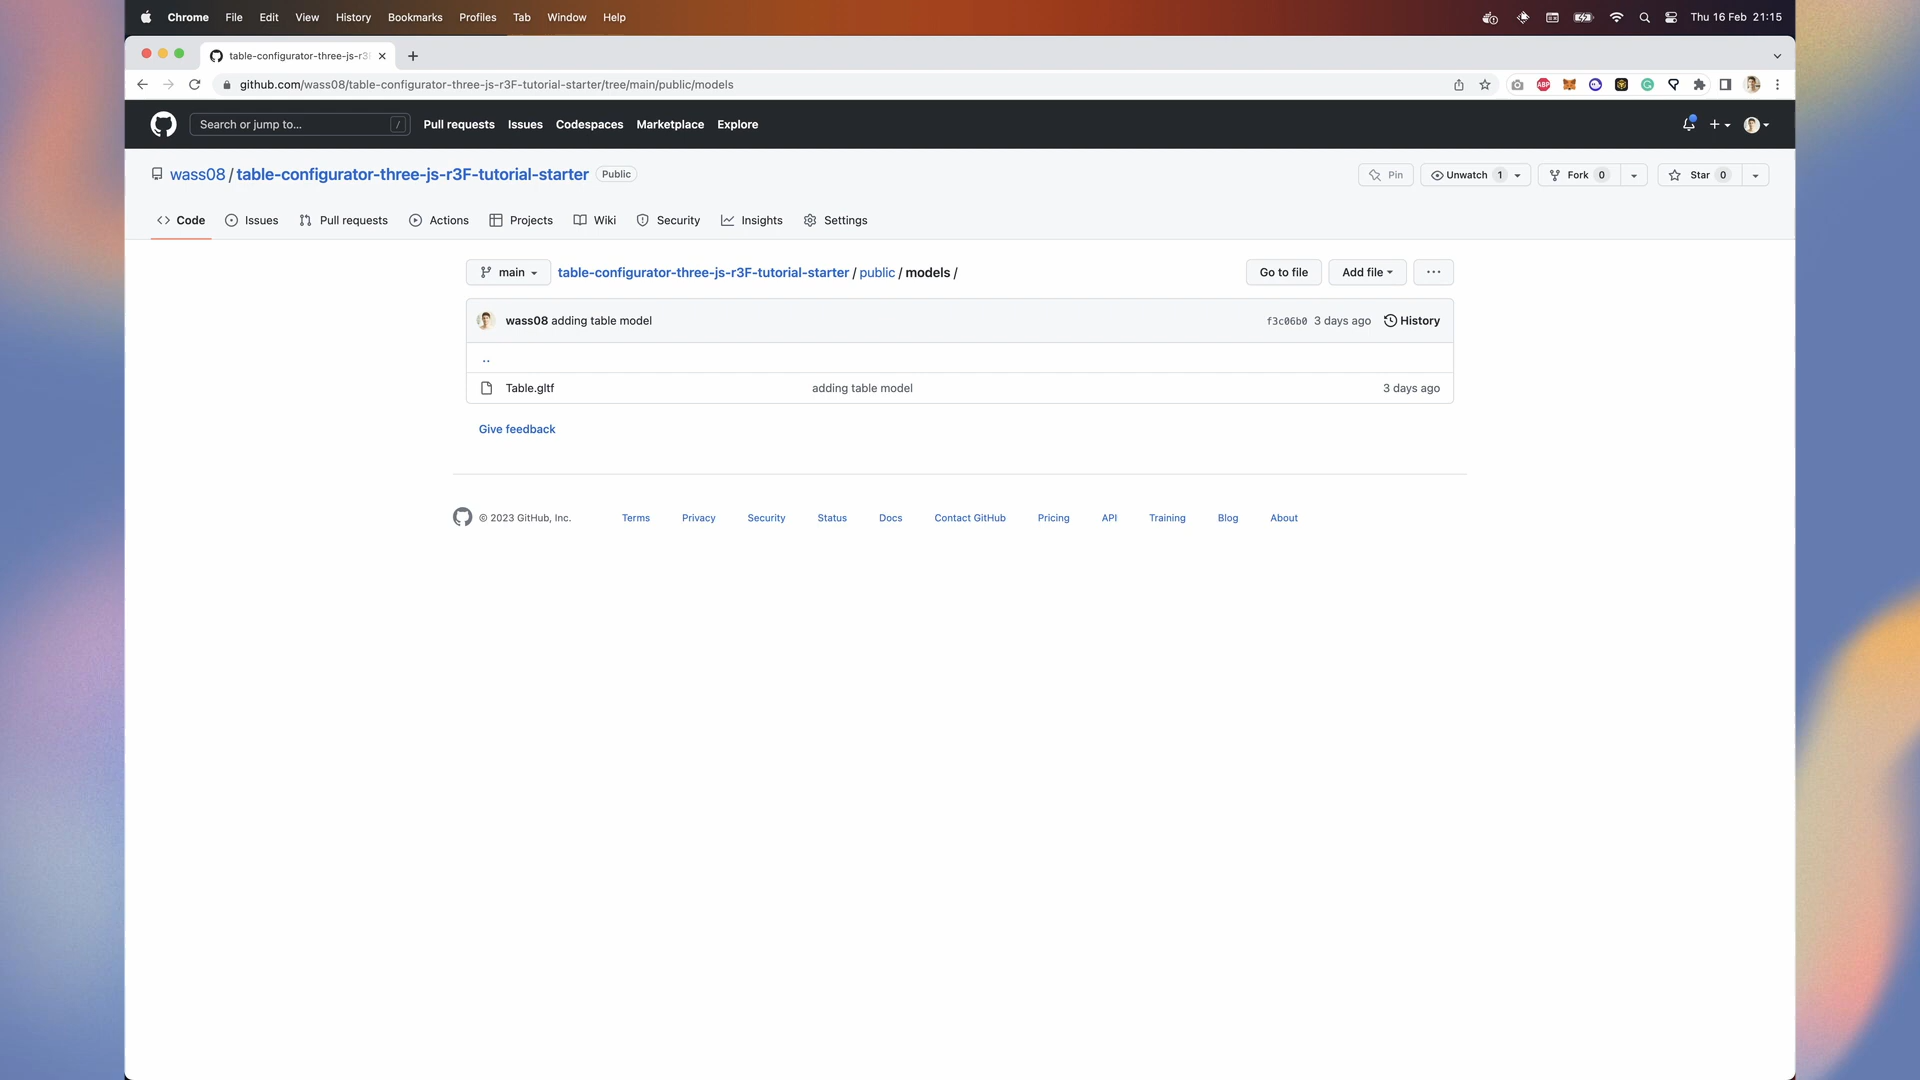 Chrome File Edit View History Bookmarks Profiles Tab Window Help Thu 16 Feb 21:15
table-configurator-three-js-r3
github.com/wass08/table-configurator-three-js-r3F-tutorial-starter/tree/main/public/models ABP
Search or jump to... / Pull requests Issues Codespaces Marketplace Explore
wass08 / table-configurator-three-js-r3F-tutorial-starter Public Pin Unwatch 1 Fork 0 Star 0
Code Issues Pull requests Actions Projects Wiki Security Insights Settings
main table-configurator-three-js-r3F-tutorial-starter / public / models / Go to file Add file ···
wass08 adding table model f3c06b0 3 days ago History
..
Table.gltf adding table model 3 days ago
Give feedback
© 2023 GitHub, Inc. Terms Privacy Security Status Docs Contact GitHub Pricing API Training Blog About